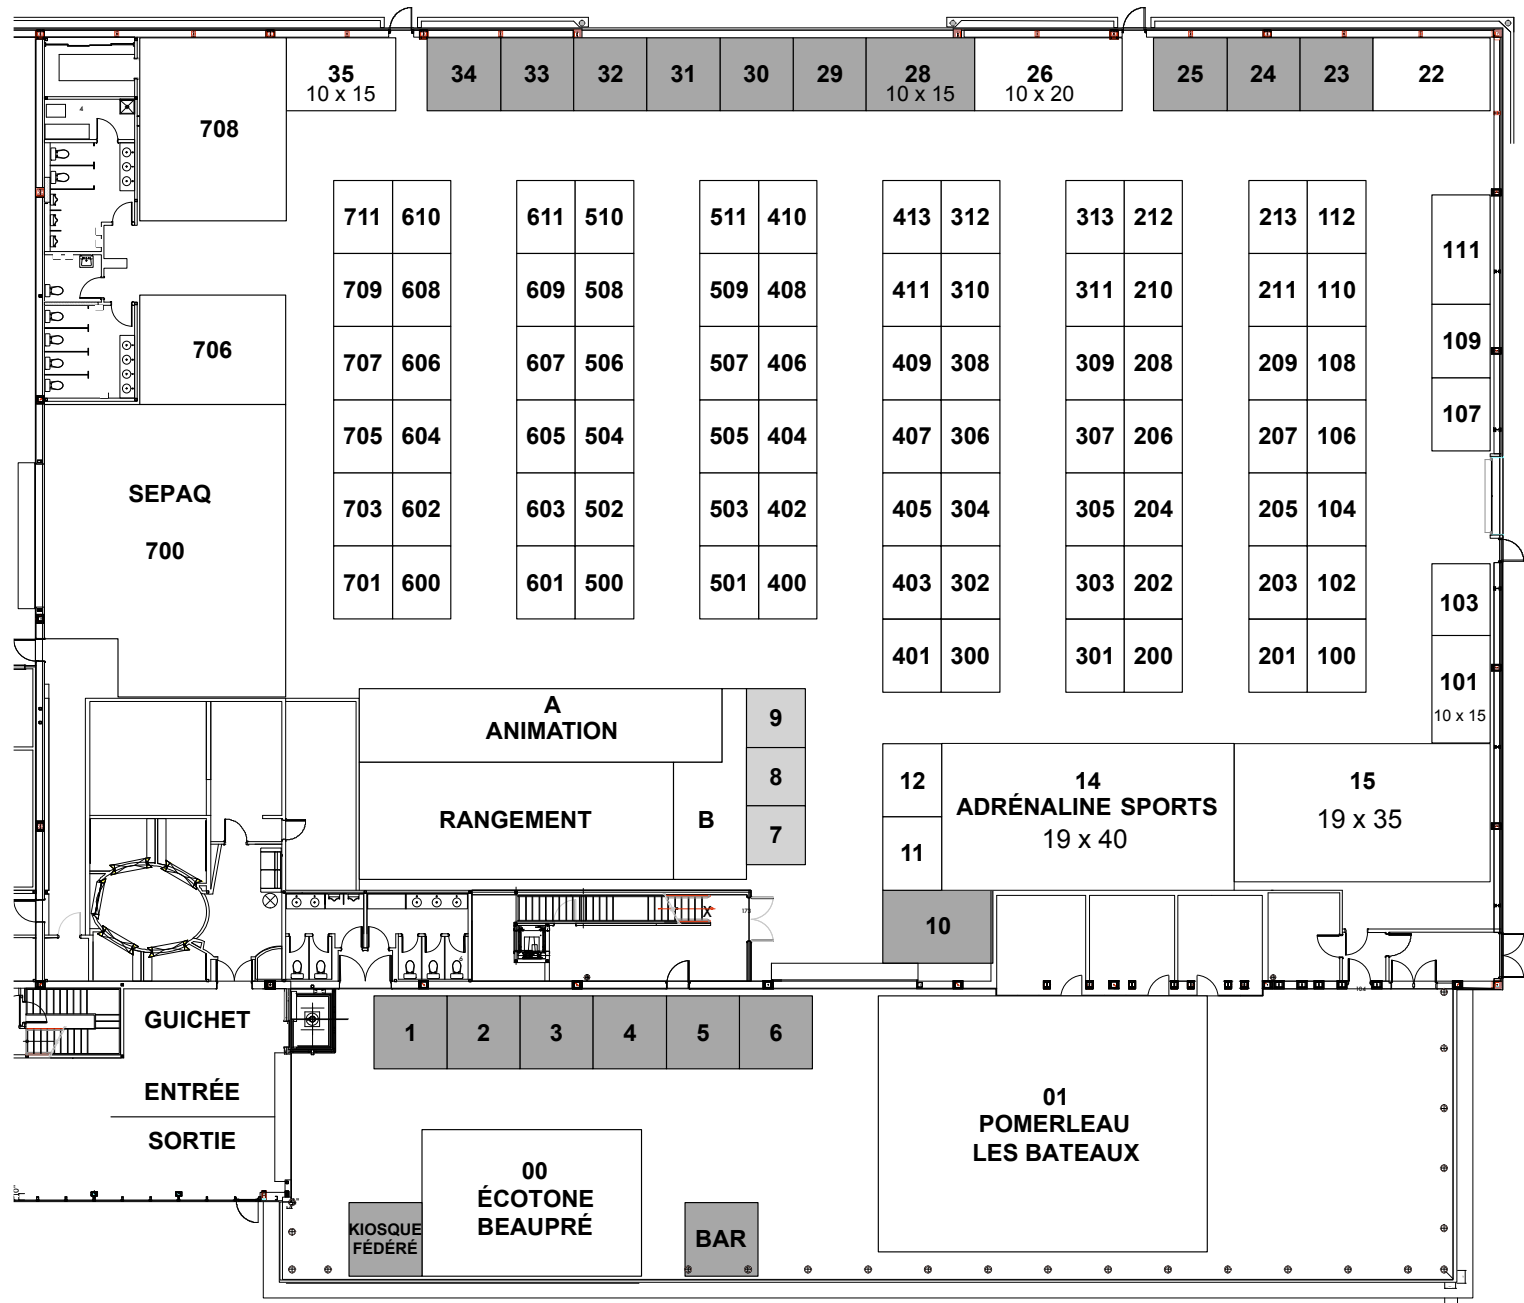 35 34 33 32 31 30 29 28 26 25 24 23 22
10 x 15 10 x 15 10 x 20
708
711 610 611 510 511 410 413 312 313 212 213 112
111
709 608 609 508 509 408 411 310 311 210 211 110
109
706
707 606 607 506 507 406 409 308 309 208 209 108
107
705 604 605 504 505 404 407 306 307 206 207 106
SEPAQ
700
703 602 603 502 503 402 405 304 305 204 205 104
701 600 601 500 501 400 403 302 303 202 203 102
103
401 300 301 200 201 100
101
10 x 15
A
ANIMATION
9
8
7
RANGEMENT
B
12
11
14
ADRÉNALINE SPORTS
19 x 40
15
19 x 35
10
X
GUICHET
1 2 3 4 5 6
ENTRÉE
SORTIE
01
POMERLEAU
LES BATEAUX
00
ÉCOTONE
BEAUPRÉ
KIOSQUE
FÉDÉRÉ
BAR